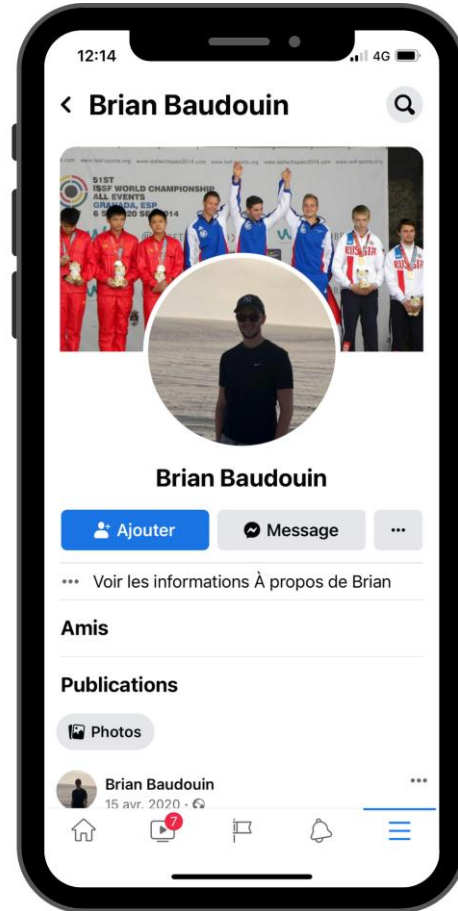 12:14
4G
Brian Baudouin
51ST
ISSF WORLD CHAMPIONSHIP
ALL EVENTS
GRANADA, ESP
RUSSIA
Brian Baudouin
Ajouter
Message
Voir les informations À propos de Brian
Amis
Publications
Photos
Brian Baudouin
15 avr. 2020
7